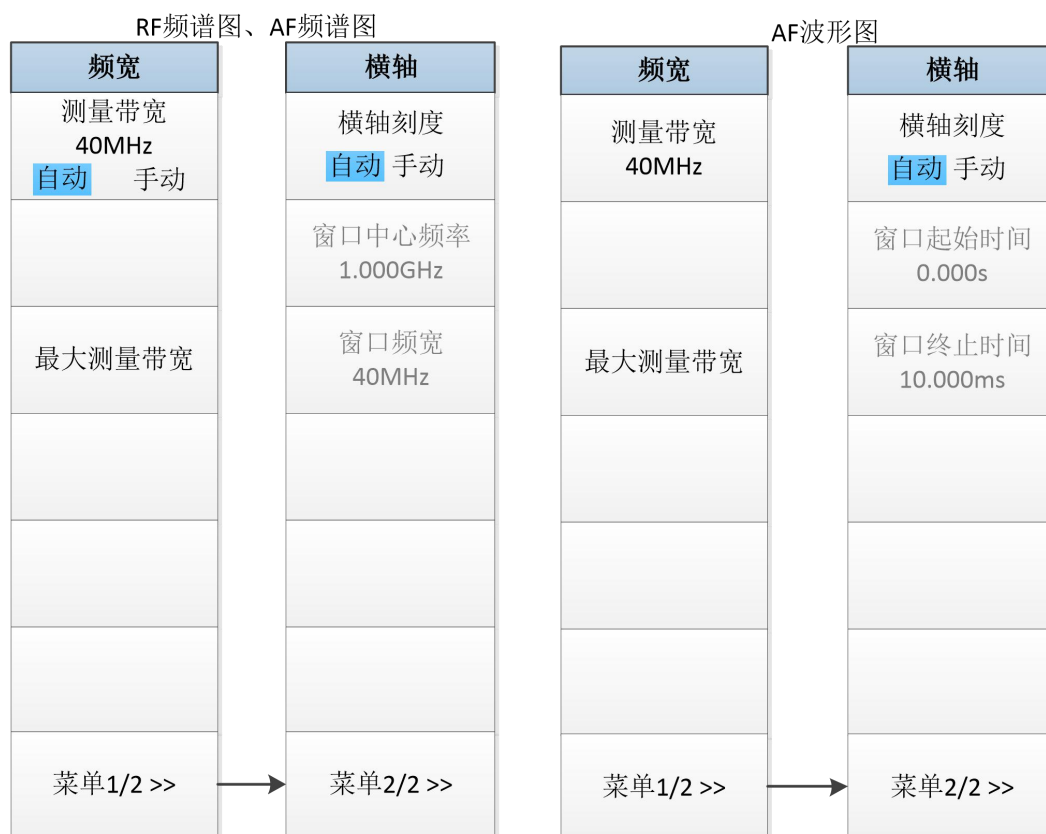 RF频谱图、AF频谱图
频宽
测量带宽
40MHz
自动 手动
最大测量带宽
菜单1/2 >>
横轴
横轴刻度
自动 手动
窗口中心频率
1.000GHz
窗口频宽
40MHz
菜单2/2 >>
AF波形图
频宽
测量带宽
40MHz
最大测量带宽
菜单1/2 >>
横轴
横轴刻度
自动 手动
窗口起始时间
0.000s
窗口终止时间
10.000ms
菜单2/2 >>